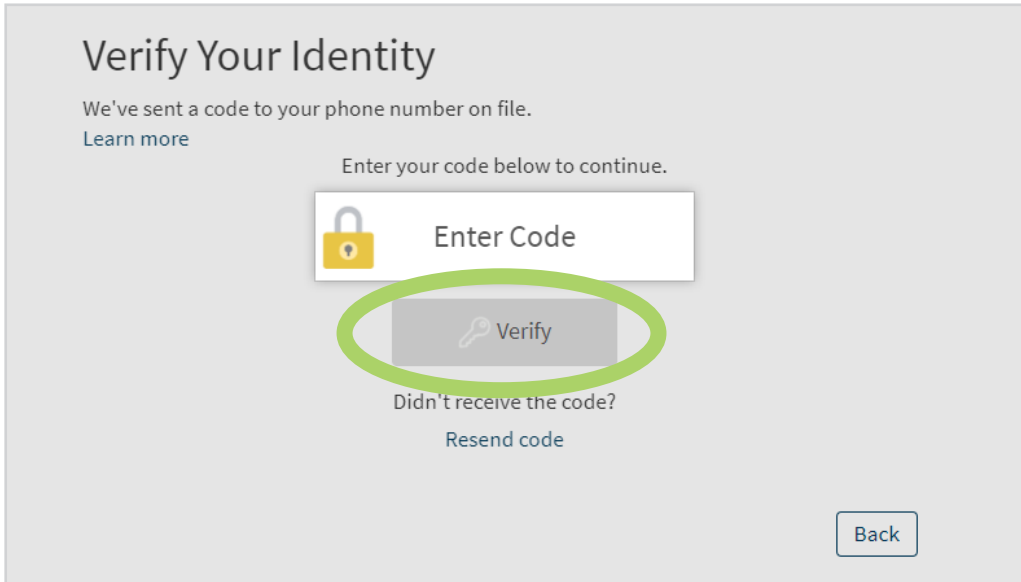 Verify Your Identity
We've sent a code to your phone number on file.
Learn more
Enter your code below to continue.
Enter Code
Verify
Didn't receive the code?
Resend code
Back